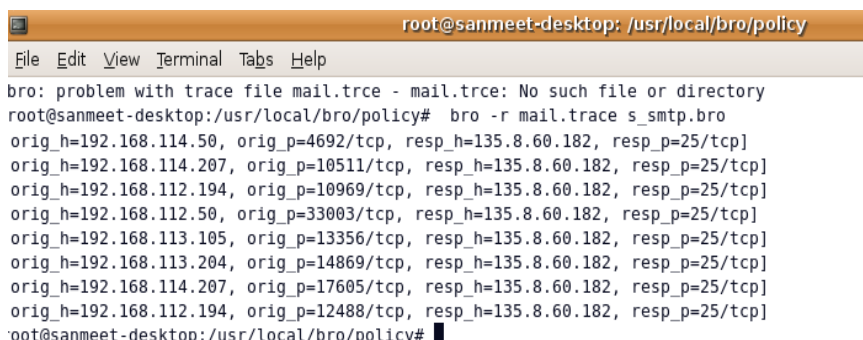 root@sanmeet-desktop: /usr/local/bro/policy
File Edit View Terminal Tabs Help
bro: problem with trace file mail.trce - mail.trce: No such file or directory
root@sanmeet-desktop:/usr/local/bro/policy#  bro -r mail.trace s_smtp.bro
orig_h=192.168.114.50, orig_p=4692/tcp, resp_h=135.8.60.182, resp_p=25/tcp]
orig_h=192.168.114.207, orig_p=10511/tcp, resp_h=135.8.60.182, resp_p=25/tcp]
orig_h=192.168.112.194, orig_p=10969/tcp, resp_h=135.8.60.182, resp_p=25/tcp]
orig_h=192.168.112.50, orig_p=33003/tcp, resp_h=135.8.60.182, resp_p=25/tcp]
orig_h=192.168.113.105, orig_p=13356/tcp, resp_h=135.8.60.182, resp_p=25/tcp]
orig_h=192.168.113.204, orig_p=14869/tcp, resp_h=135.8.60.182, resp_p=25/tcp]
orig_h=192.168.114.207, orig_p=17605/tcp, resp_h=135.8.60.182, resp_p=25/tcp]
orig_h=192.168.112.194, orig_p=12488/tcp, resp_h=135.8.60.182, resp_p=25/tcp]
root@sanmeet-desktop:/usr/local/bro/policy#